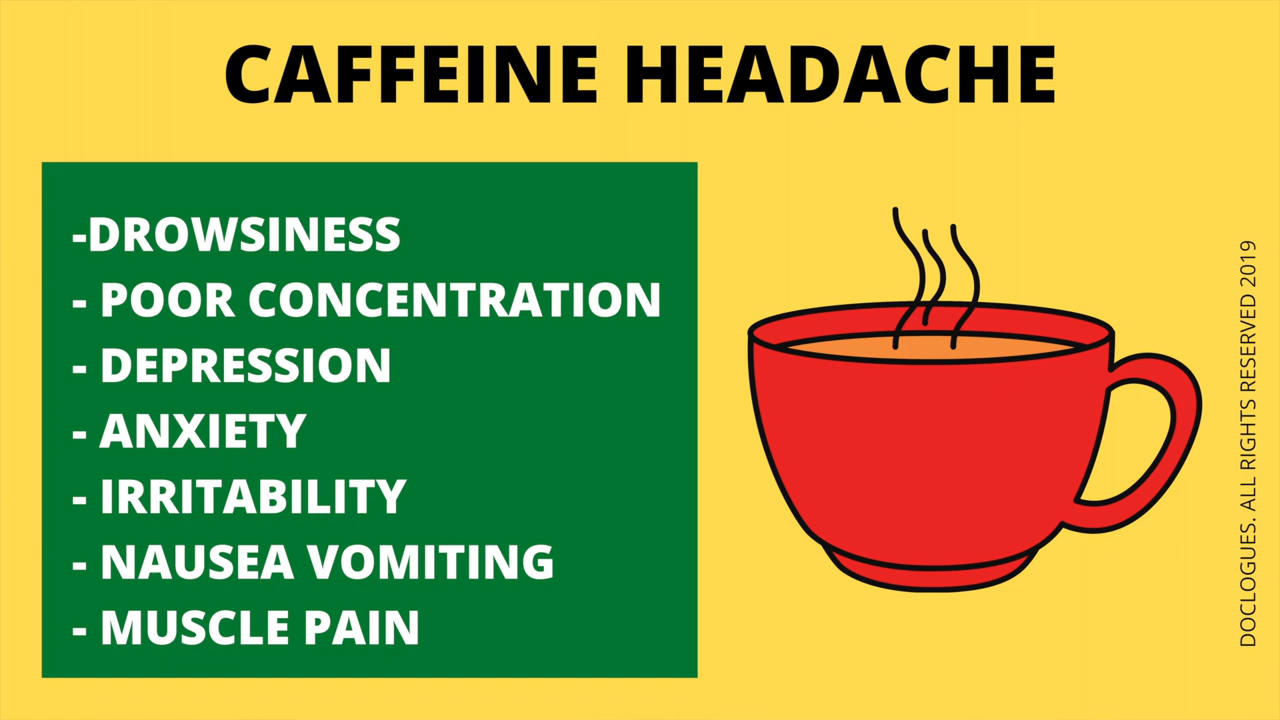 CAFFEINE HEADACHE
-DROWSINESS
- POOR CONCENTRATION
- DEPRESSION
- ANXIETY
- IRRITABILITY
- NAUSEA VOMITING
- MUSCLE PAIN
DOCLOGUES. ALL RIGHTS RESERVED 2019